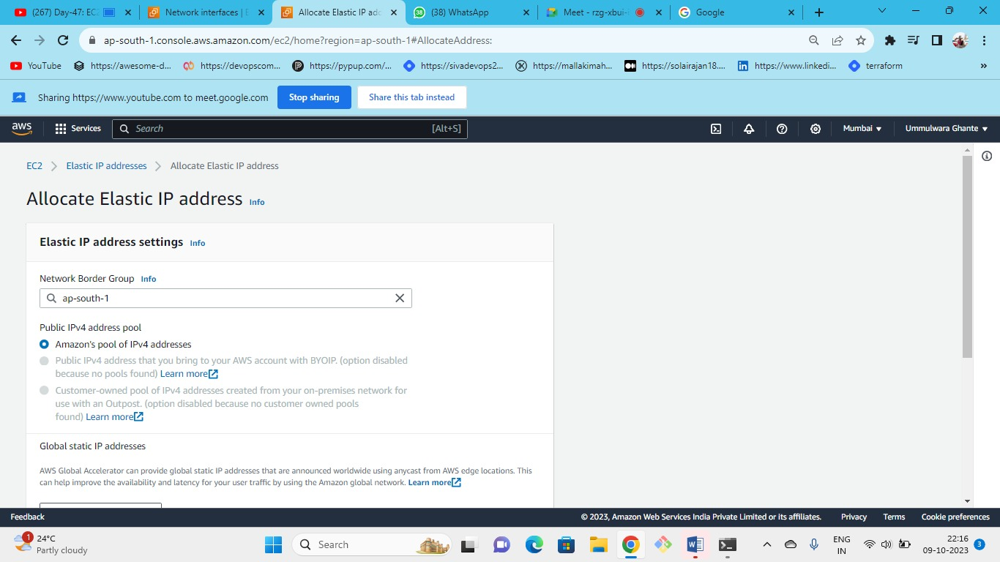 (267) Day-47: EC2
Network interfaces | E
Allocate Elastic IP add
(38) WhatsApp
Meet - rzg-xbui-
Google
ap-south-1.console.aws.amazon.com/ec2/home?region=ap-south-1#AllocateAddress:
YouTube
https://awesome-d...
https://devopscom...
https://pypup.com/...
https://sivadevops2...
https://mallakimah...
https://solairajan18....
https://www.linkedi...
terraform
»
Sharing https://www.youtube.com to meet.google.com
Stop sharing
Share this tab instead
aws
Services
Search
[Alt+S]
Mumbai
Ummulwara Ghante
EC2
Elastic IP addresses
Allocate Elastic IP address
Allocate Elastic IP address Info
Elastic IP address settings Info
Network Border Group Info
ap-south-1
Public IPv4 address pool
Amazon's pool of IPv4 addresses
Public IPv4 address that you bring to your AWS account with BYOIP. (option disabled
because no pools found) Learn more
Customer-owned pool of IPv4 addresses created from your on-premises network for
use with an Outpost. (option disabled because no customer owned pools
found) Learn more
Global static IP addresses
AWS Global Accelerator can provide global static IP addresses that are announced worldwide using anycast from AWS edge locations. This
can help improve the availability and latency for your user traffic by using the Amazon global network. Learn more
Feedback
© 2023, Amazon Web Services India Private Limited or its affiliates.
Privacy
Terms
Cookie preferences
1
24°C
Partly cloudy
Search
ENG
IN
22:16
09-10-2023
3